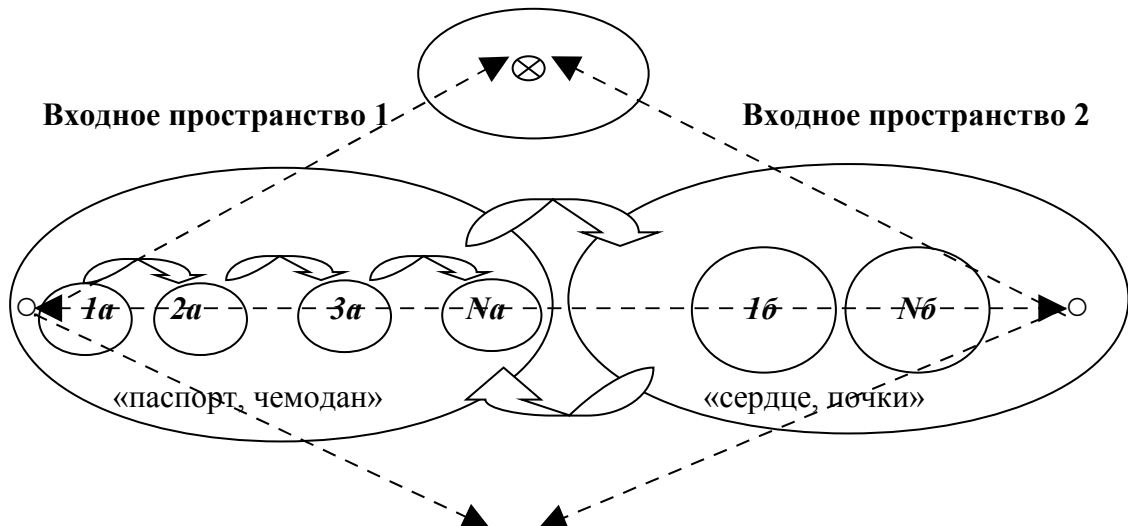 Входное пространство 1
Входное пространство 2
1а 2а 3а Nа 1б Nб
«паспорт, чемодан» «сердце, почки»